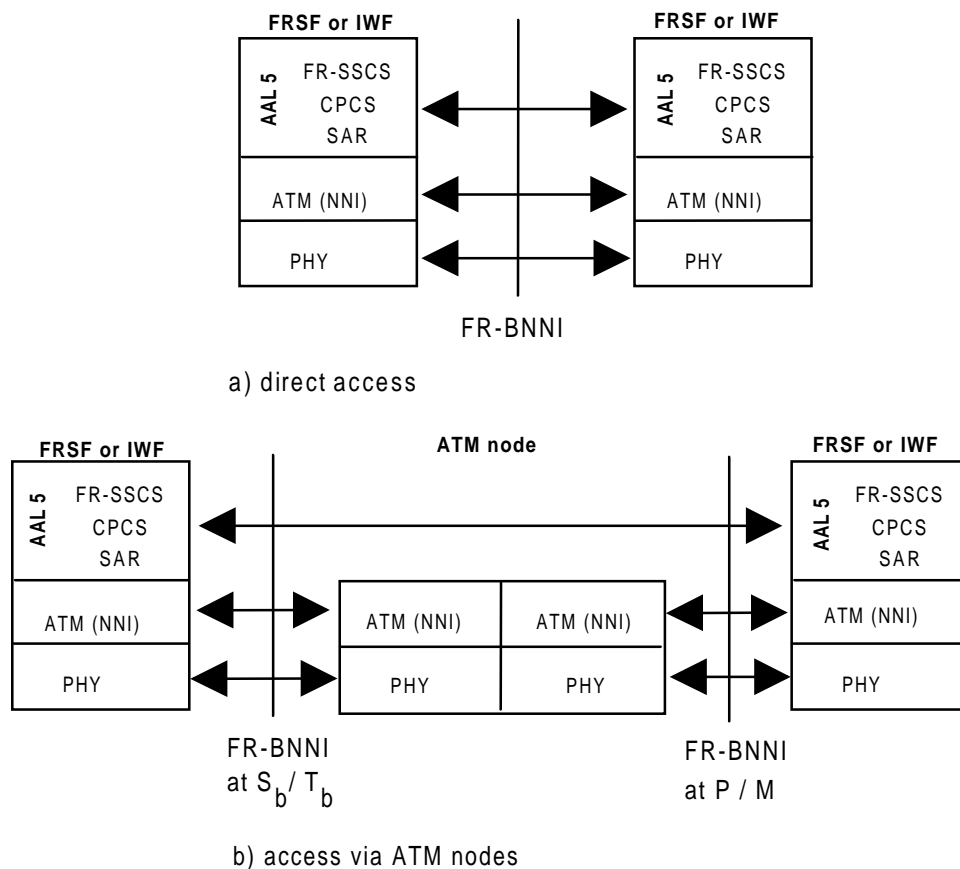 FRSF or IWF
FRSF or IWF
AAL 5
FR-SSCS
CPCS
SAR
ATM (NNI)
PHY
AAL 5
FR-SSCS
CPCS
SAR
ATM (NNI)
PHY
FR-BNNI
a) direct access
FRSF or IWF
ATM node
FRSF or IWF
AAL 5
FR-SSCS
CPCS
SAR
ATM (NNI)
PHY
ATM (NNI)
ATM (NNI)
PHY
PHY
AAL 5
FR-SSCS
CPCS
SAR
ATM (NNI)
PHY
FR-BNNI
at Sb/ Tb
FR-BNNI
at P / M
b) access via ATM nodes